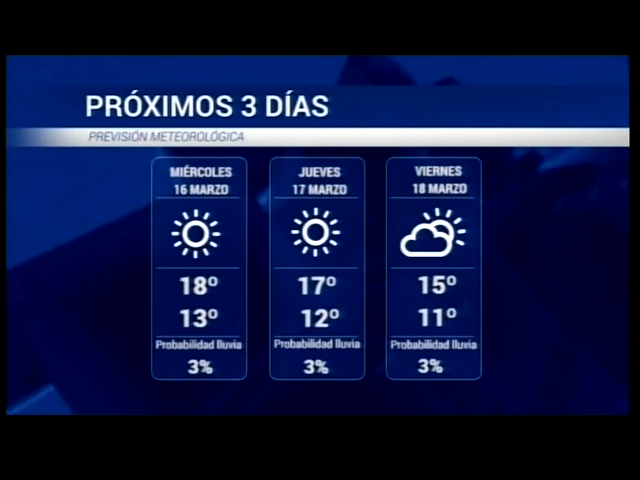 PRÓXIMOS 3 DÍAS
PREVISIÓN METEOROLÓGICA
MIÉRCOLES
16 MARZO
18º
13º
Probabilidad lluvia
3%
JUEVES
17 MARZO
17º
12º
Probabilidad lluvia
3%
VIERNES
18 MARZO
15º
11º
Probabilidad lluvia
3%